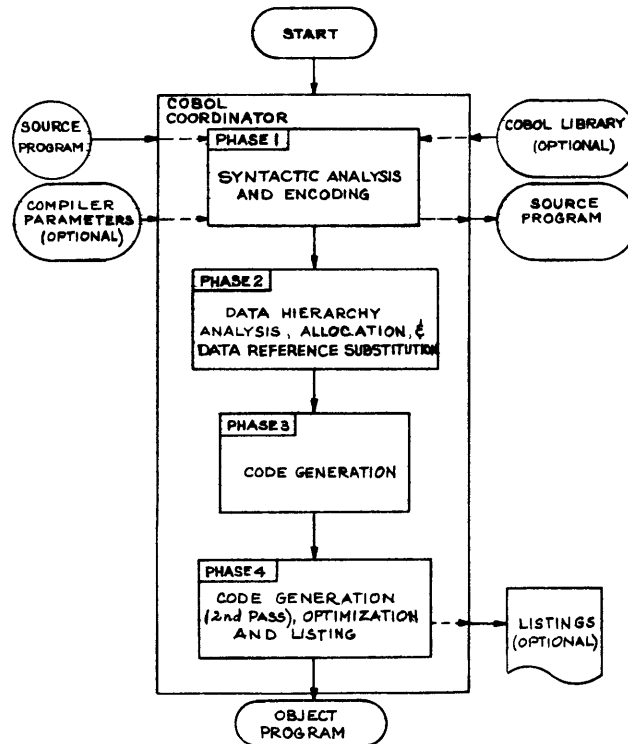 START
COBOL
COORDINATOR
SOURCE
PROGRAM
PHASE 1
SYNTACTIC ANALYSIS
AND ENCODING
COBOL LIBRARY
(OPTIONAL)
COMPILER
PARAMETERS
(OPTIONAL)
SOURCE
PROGRAM
PHASE 2
DATA HIERARCHY
ANALYSIS, ALLOCATION, &
DATA REFERENCE SUBSTITUTION
PHASE 3
CODE GENERATION
PHASE 4
CODE GENERATION
(2nd PASS), OPTIMIZATION
AND LISTING
LISTINGS
(OPTIONAL)
OBJECT
PROGRAM